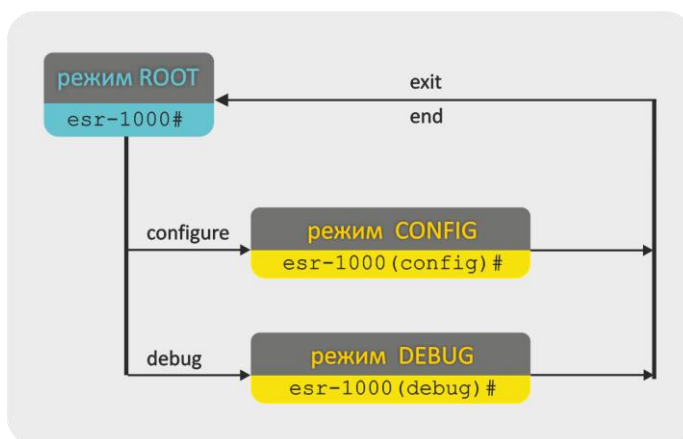 режим ROOT
esr-1000#
exit
end
configure
режим CONFIG
esr-1000(config)#
debug
режим DEBUG
esr-1000(debug)#